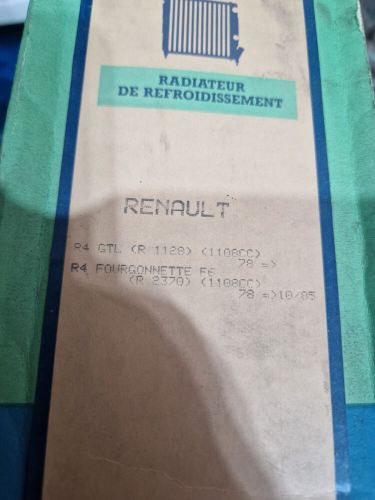 RADIATEUR
DE REFROIDISSEMENT
RENAULT
R4 GTL (R 1128) (1108CC)
78 =>
R4 FOURGONNETTE F6
(R 2370) (1108CC)
78 =>10/85